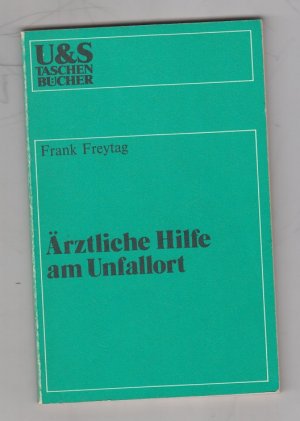 U&S
TASCHEN
BÜCHER
Frank Freytag
Ärztliche Hilfe
am Unfallort